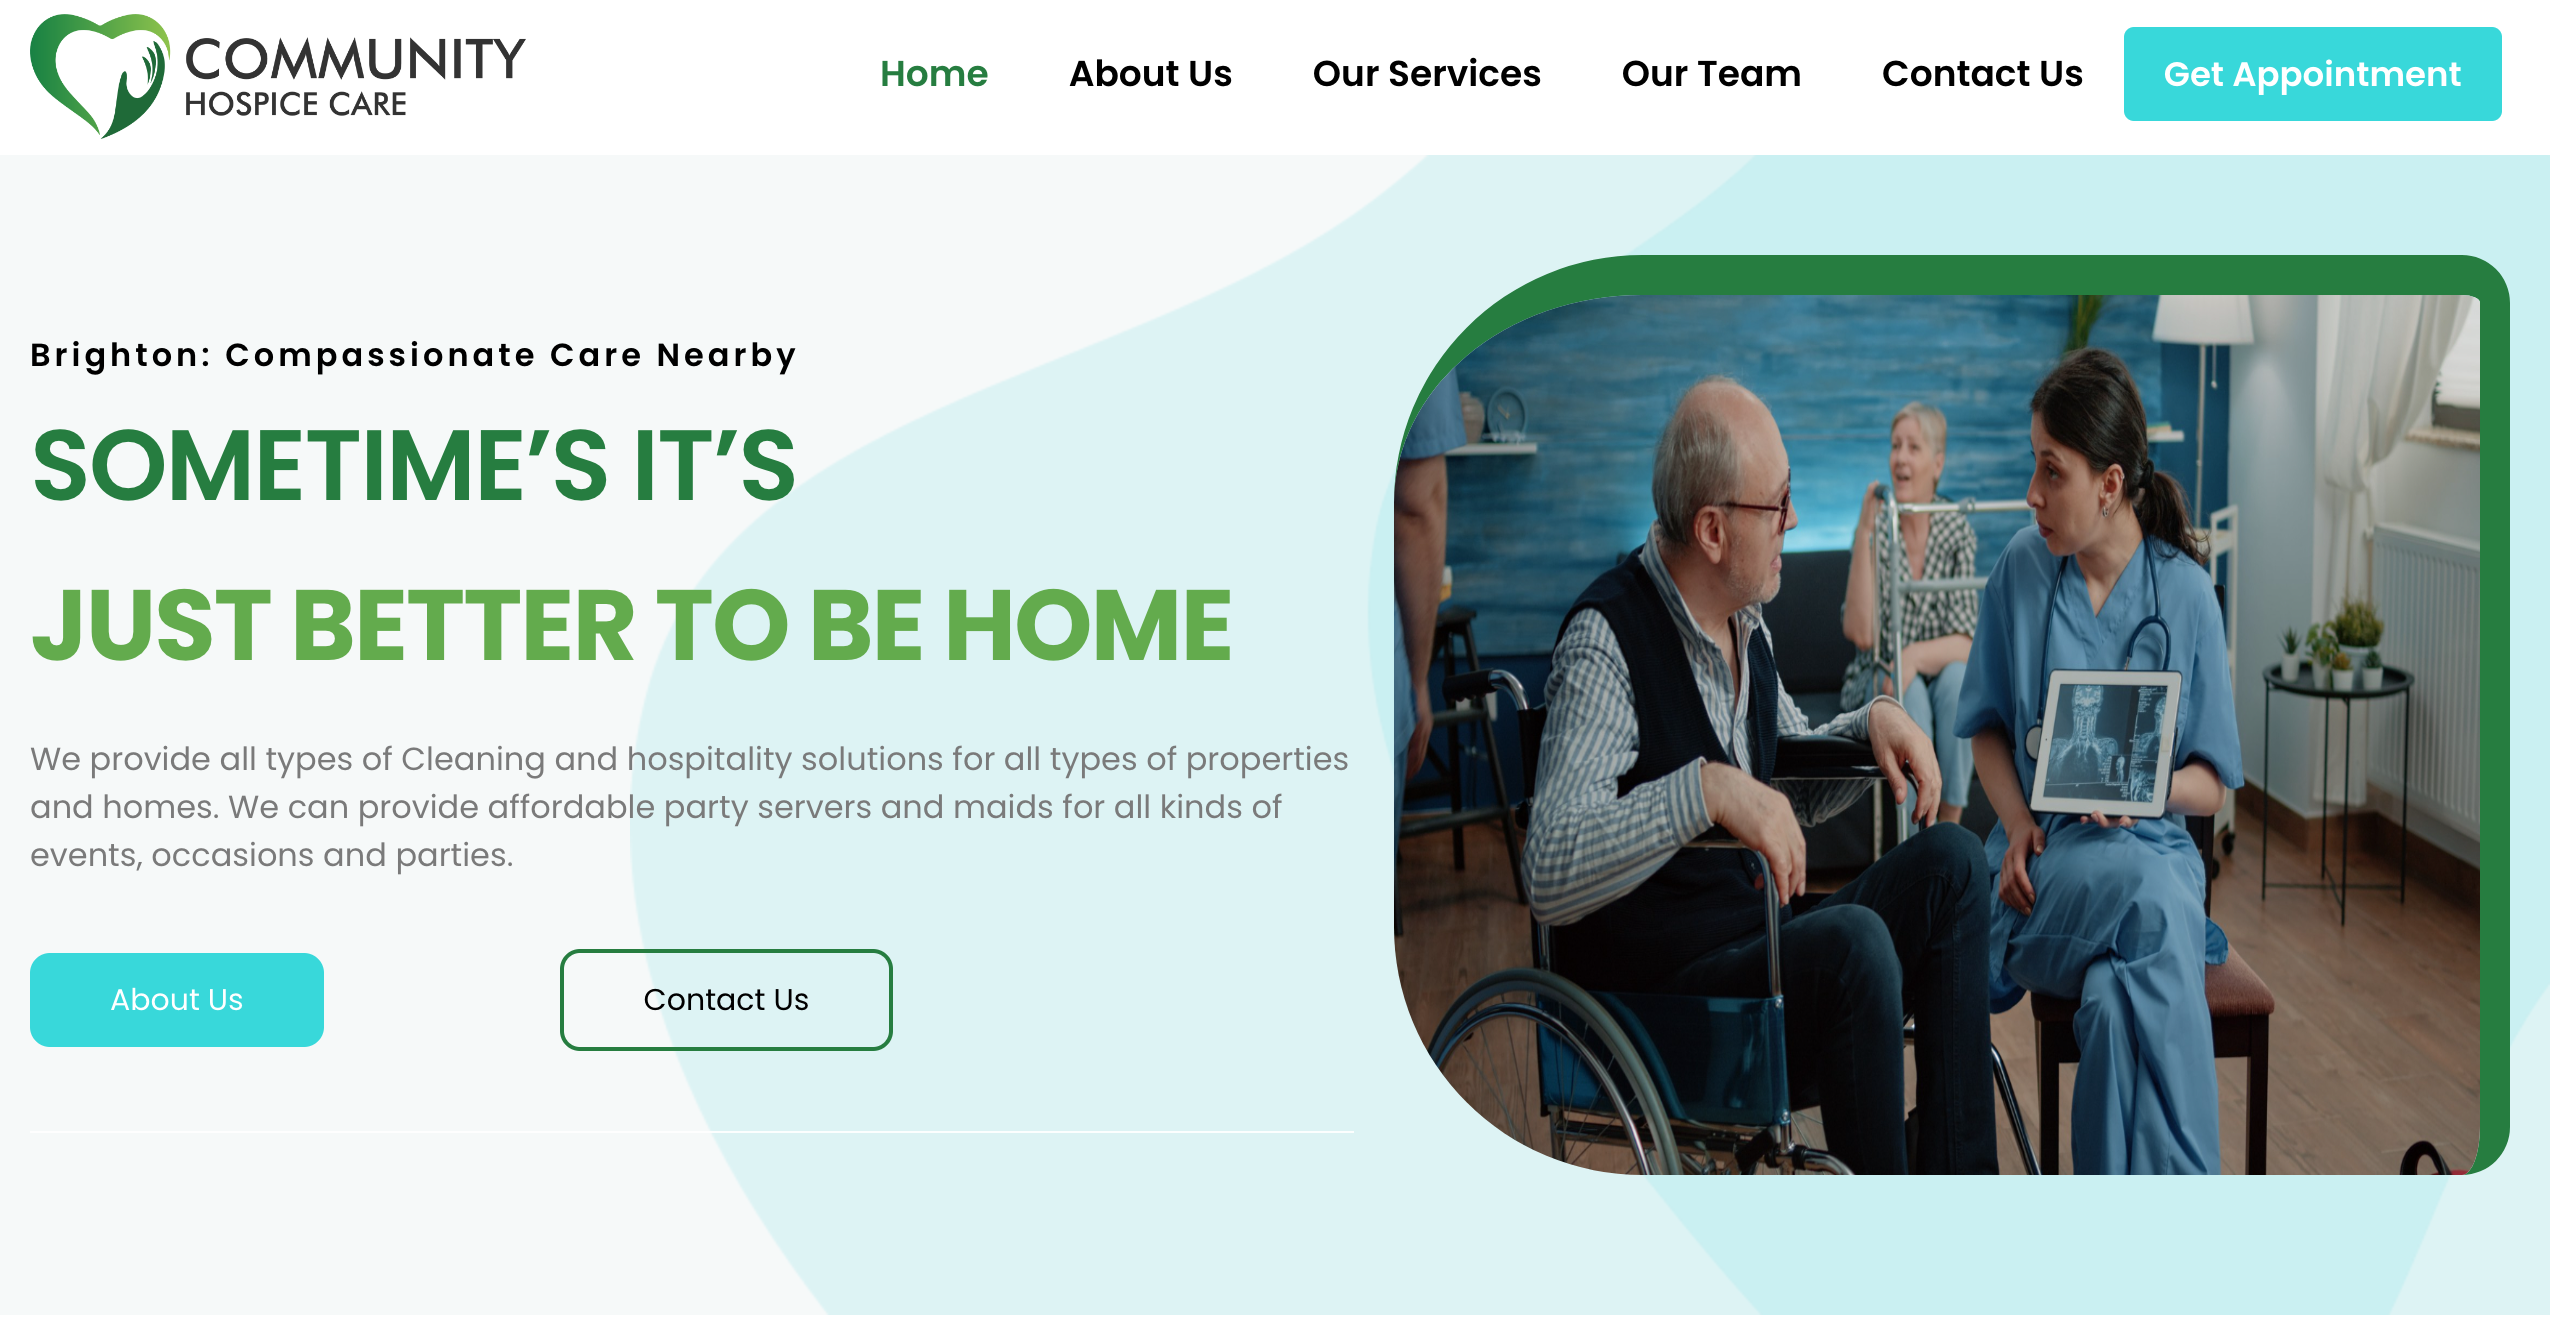 COMMUNITY
HOSPICE CARE
Home About Us Our Services Our Team Contact Us Get Appointment
Brighton: Compassionate Care Nearby
SOMETIME’S IT’S
JUST BETTER TO BE HOME
We provide all types of Cleaning and hospitality solutions for all types of properties
and homes. We can provide affordable party servers and maids for all kinds of
events, occasions and parties.
About Us Contact Us